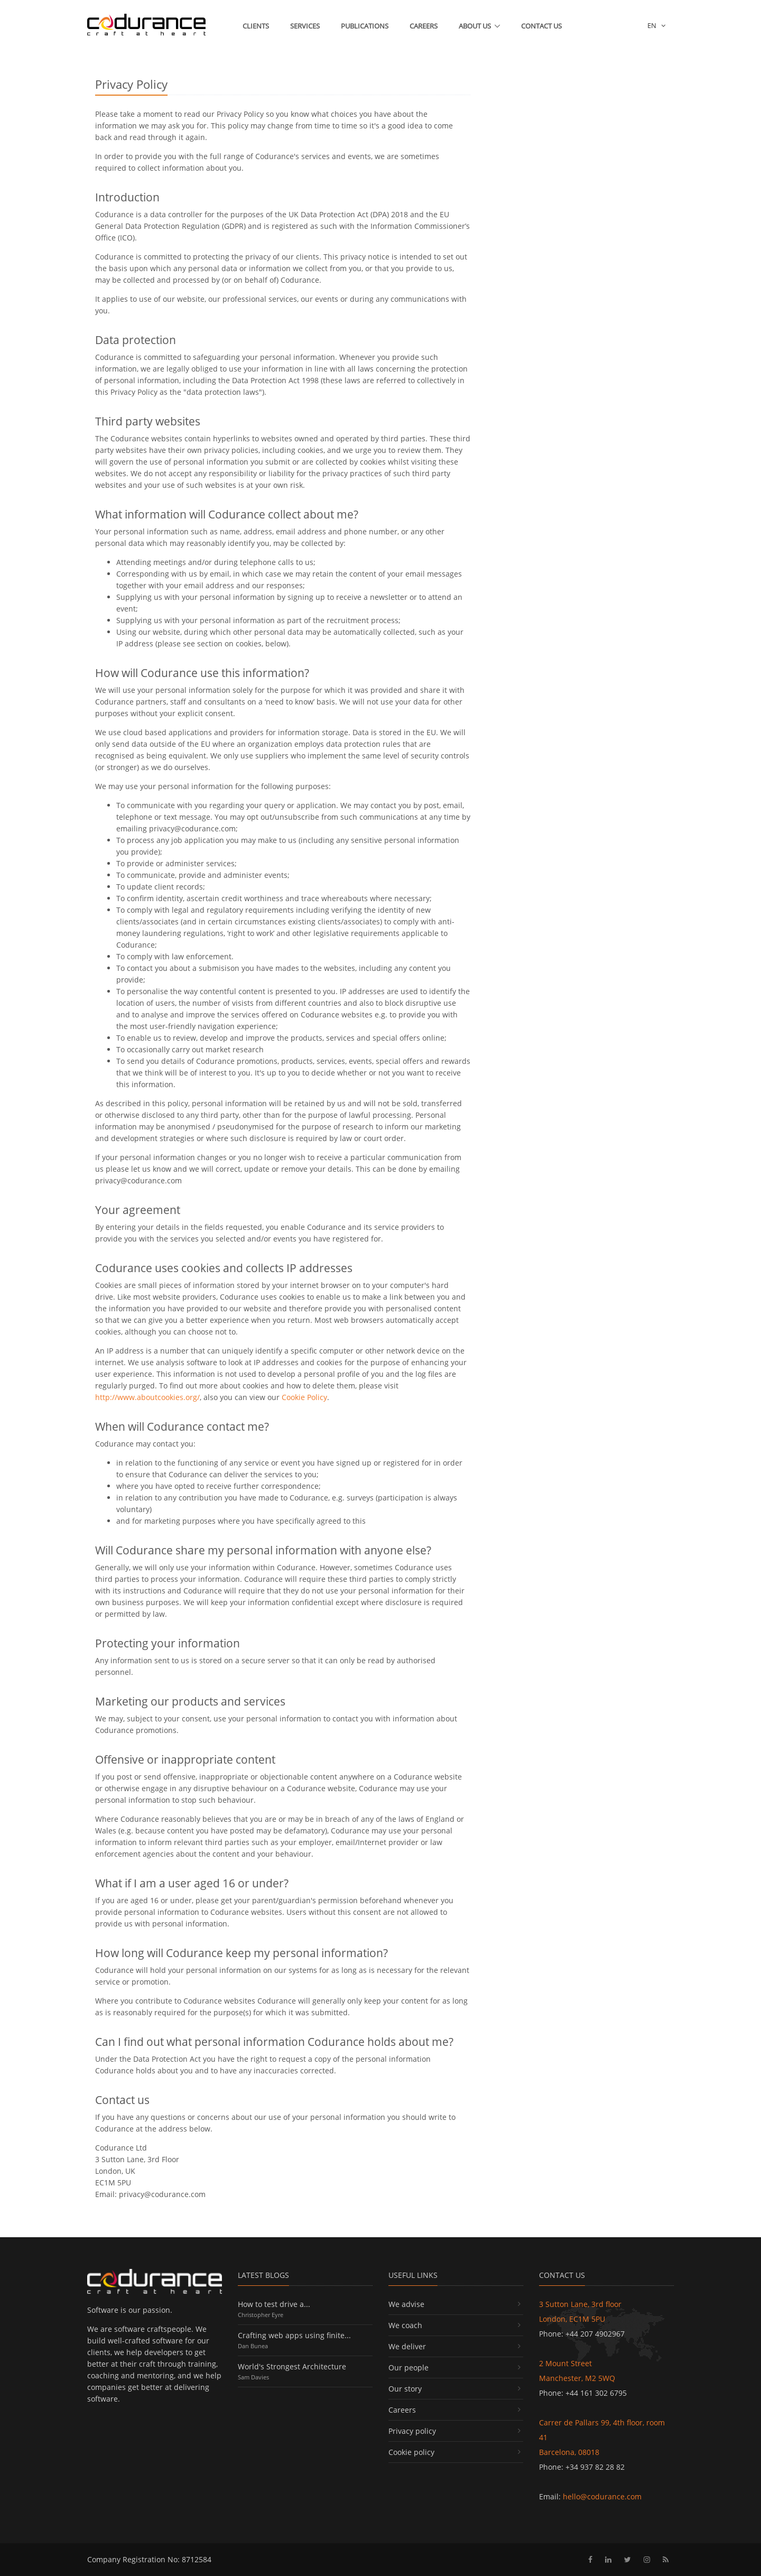 codurance
craft at heart
CLIENTS
SERVICES
PUBLICATIONS
CAREERS
ABOUT US
CONTACT US
EN
Privacy Policy
Please take a moment to read our Privacy Policy so you know what choices you have about the
information we may ask you for. This policy may change from time to time so it's a good idea to come
back and read through it again.
In order to provide you with the full range of Codurance's services and events, we are sometimes
required to collect information about you.
Introduction
Codurance is a data controller for the purposes of the UK Data Protection Act (DPA) 2018 and the EU
General Data Protection Regulation (GDPR) and is registered as such with the Information Commissioner’s
Office (ICO).
Codurance is committed to protecting the privacy of our clients. This privacy notice is intended to set out
the basis upon which any personal data or information we collect from you, or that you provide to us,
may be collected and processed by (or on behalf of) Codurance.
It applies to use of our website, our professional services, our events or during any communications with
you.
Data protection
Codurance is committed to safeguarding your personal information. Whenever you provide such
information, we are legally obliged to use your information in line with all laws concerning the protection
of personal information, including the Data Protection Act 1998 (these laws are referred to collectively in
this Privacy Policy as the "data protection laws").
Third party websites
The Codurance websites contain hyperlinks to websites owned and operated by third parties. These third
party websites have their own privacy policies, including cookies, and we urge you to review them. They
will govern the use of personal information you submit or are collected by cookies whilst visiting these
websites. We do not accept any responsibility or liability for the privacy practices of such third party
websites and your use of such websites is at your own risk.
What information will Codurance collect about me?
Your personal information such as name, address, email address and phone number, or any other
personal data which may reasonably identify you, may be collected by:
Attending meetings and/or during telephone calls to us;
Corresponding with us by email, in which case we may retain the content of your email messages
together with your email address and our responses;
Supplying us with your personal information by signing up to receive a newsletter or to attend an
event;
Supplying us with your personal information as part of the recruitment process;
Using our website, during which other personal data may be automatically collected, such as your
IP address (please see section on cookies, below).
How will Codurance use this information?
We will use your personal information solely for the purpose for which it was provided and share it with
Codurance partners, staff and consultants on a ‘need to know’ basis. We will not use your data for other
purposes without your explicit consent.
We use cloud based applications and providers for information storage. Data is stored in the EU. We will
only send data outside of the EU where an organization employs data protection rules that are
recognised as being equivalent. We only use suppliers who implement the same level of security controls
(or stronger) as we do ourselves.
We may use your personal information for the following purposes:
To communicate with you regarding your query or application. We may contact you by post, email,
telephone or text message. You may opt out/unsubscribe from such communications at any time by
emailing privacy@codurance.com;
To process any job application you may make to us (including any sensitive personal information
you provide);
To provide or administer services;
To communicate, provide and administer events;
To update client records;
To confirm identity, ascertain credit worthiness and trace whereabouts where necessary;
To comply with legal and regulatory requirements including verifying the identity of new
clients/associates (and in certain circumstances existing clients/associates) to comply with anti-
money laundering regulations, ‘right to work’ and other legislative requirements applicable to
Codurance;
To comply with law enforcement.
To contact you about a submisison you have mades to the websites, including any content you
provide;
To personalise the way contentful content is presented to you. IP addresses are used to identify the
location of users, the number of visists from different countries and also to block disruptive use
and to analyse and improve the services offered on Codurance websites e.g. to provide you with
the most user-friendly navigation experience;
To enable us to review, develop and improve the products, services and special offers online;
To occasionally carry out market research
To send you details of Codurance promotions, products, services, events, special offers and rewards
that we think will be of interest to you. It's up to you to decide whether or not you want to receive
this information.
As described in this policy, personal information will be retained by us and will not be sold, transferred
or otherwise disclosed to any third party, other than for the purpose of lawful processing. Personal
information may be anonymised / pseudonymised for the purpose of research to inform our marketing
and development strategies or where such disclosure is required by law or court order.
If your personal information changes or you no longer wish to receive a particular communication from
us please let us know and we will correct, update or remove your details. This can be done by emailing
privacy@codurance.com
Your agreement
By entering your details in the fields requested, you enable Codurance and its service providers to
provide you with the services you selected and/or events you have registered for.
Codurance uses cookies and collects IP addresses
Cookies are small pieces of information stored by your internet browser on to your computer's hard
drive. Like most website providers, Codurance uses cookies to enable us to make a link between you and
the information you have provided to our website and therefore provide you with personalised content
so that we can give you a better experience when you return. Most web browsers automatically accept
cookies, although you can choose not to.
An IP address is a number that can uniquely identify a specific computer or other network device on the
internet. We use analysis software to look at IP addresses and cookies for the purpose of enhancing your
user experience. This information is not used to develop a personal profile of you and the log files are
regularly purged. To find out more about cookies and how to delete them, please visit
http://www.aboutcookies.org/, also you can view our Cookie Policy.
When will Codurance contact me?
Codurance may contact you:
in relation to the functioning of any service or event you have signed up or registered for in order
to ensure that Codurance can deliver the services to you;
where you have opted to receive further correspondence;
in relation to any contribution you have made to Codurance, e.g. surveys (participation is always
voluntary)
and for marketing purposes where you have specifically agreed to this
Will Codurance share my personal information with anyone else?
Generally, we will only use your information within Codurance. However, sometimes Codurance uses
third parties to process your information. Codurance will require these third parties to comply strictly
with its instructions and Codurance will require that they do not use your personal information for their
own business purposes. We will keep your information confidential except where disclosure is required
or permitted by law.
Protecting your information
Any information sent to us is stored on a secure server so that it can only be read by authorised
personnel.
Marketing our products and services
We may, subject to your consent, use your personal information to contact you with information about
Codurance promotions.
Offensive or inappropriate content
If you post or send offensive, inappropriate or objectionable content anywhere on a Codurance website
or otherwise engage in any disruptive behaviour on a Codurance website, Codurance may use your
personal information to stop such behaviour.
Where Codurance reasonably believes that you are or may be in breach of any of the laws of England or
Wales (e.g. because content you have posted may be defamatory), Codurance may use your personal
information to inform relevant third parties such as your employer, email/Internet provider or law
enforcement agencies about the content and your behaviour.
What if I am a user aged 16 or under?
If you are aged 16 or under, please get your parent/guardian's permission beforehand whenever you
provide personal information to Codurance websites. Users without this consent are not allowed to
provide us with personal information.
How long will Codurance keep my personal information?
Codurance will hold your personal information on our systems for as long as is necessary for the relevant
service or promotion.
Where you contribute to Codurance websites Codurance will generally only keep your content for as long
as is reasonably required for the purpose(s) for which it was submitted.
Can I find out what personal information Codurance holds about me?
Under the Data Protection Act you have the right to request a copy of the personal information
Codurance holds about you and to have any inaccuracies corrected.
Contact us
If you have any questions or concerns about our use of your personal information you should write to
Codurance at the address below.
Codurance Ltd
3 Sutton Lane, 3rd Floor
London, UK
EC1M 5PU
Email: privacy@codurance.com
codurance
craft at heart
Software is our passion.
We are software craftspeople. We
build well-crafted software for our
clients, we help developers to get
better at their craft through training,
coaching and mentoring, and we help
companies get better at delivering
software.
LATEST BLOGS
How to test drive a...
Christopher Eyre
Crafting web apps using finite...
Dan Bunea
World's Strongest Architecture
Sam Davies
USEFUL LINKS
We advise
We coach
We deliver
Our people
Our story
Careers
Privacy policy
Cookie policy
CONTACT US
3 Sutton Lane, 3rd floor
London, EC1M 5PU
Phone: +44 207 4902967
2 Mount Street
Manchester, M2 5WQ
Phone: +44 161 302 6795
Carrer de Pallars 99, 4th floor, room
41
Barcelona, 08018
Phone: +34 937 82 28 82
Email: hello@codurance.com
Company Registration No: 8712584